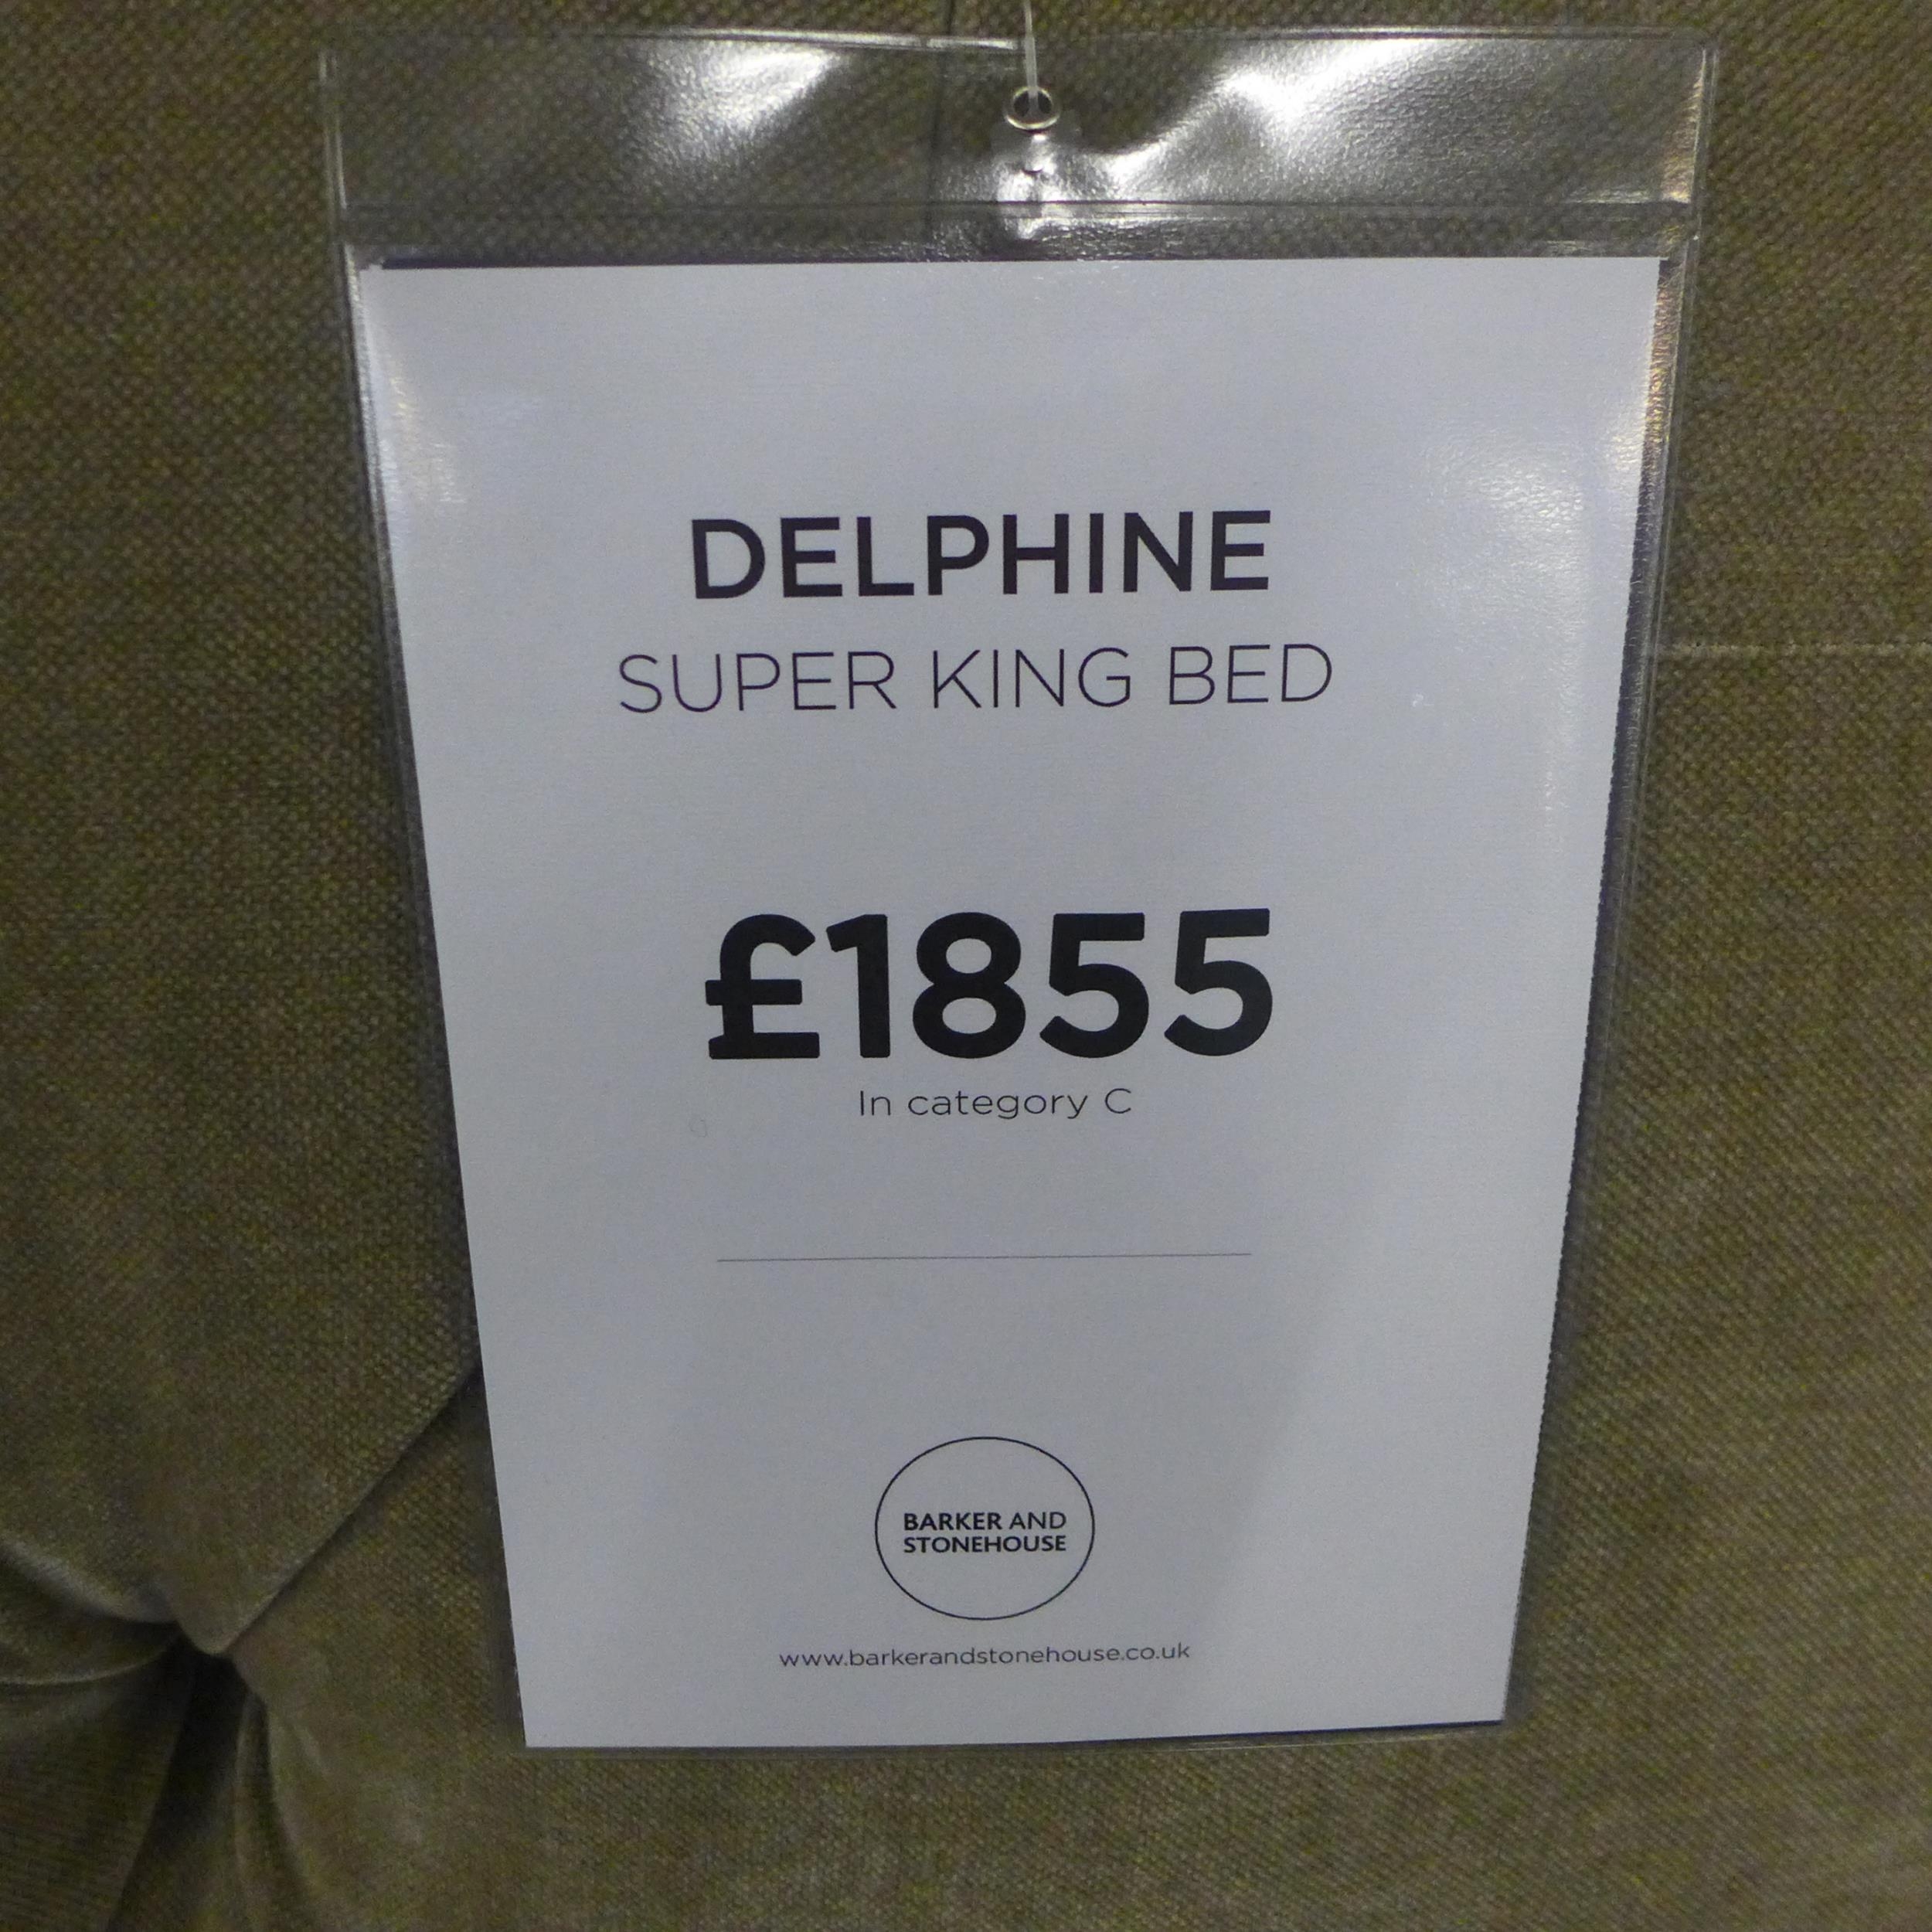 DELPHINE
SUPER KING BED
£1855
In category C
BARKER AND
STONEHOUSE
www.barkerandstonehouse.co.uk